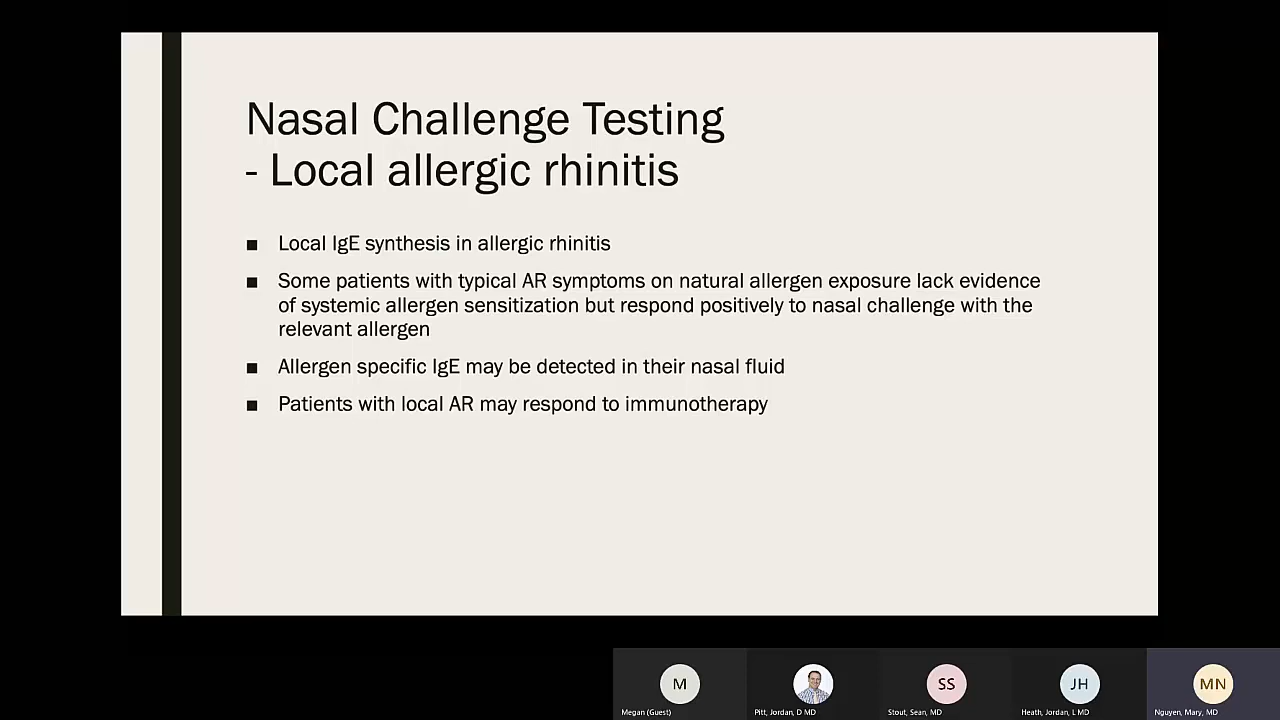 Nasal Challenge Testing
- Local allergic rhinitis
■ Local IgE synthesis in allergic rhinitis
■ Some patients with typical AR symptoms on natural allergen exposure lack evidence
of systemic allergen sensitization but respond positively to nasal challenge with the
relevant allergen
■ Allergen specific IgE may be detected in their nasal fluid
■ Patients with local AR may respond to immunotherapy
M
SS
JH
MN
Megan (Guest)
Pitt, Jordan, D MD
Stout, Sean, MD
Heath, Jordan, L MD
Nguyen, Mary, MD